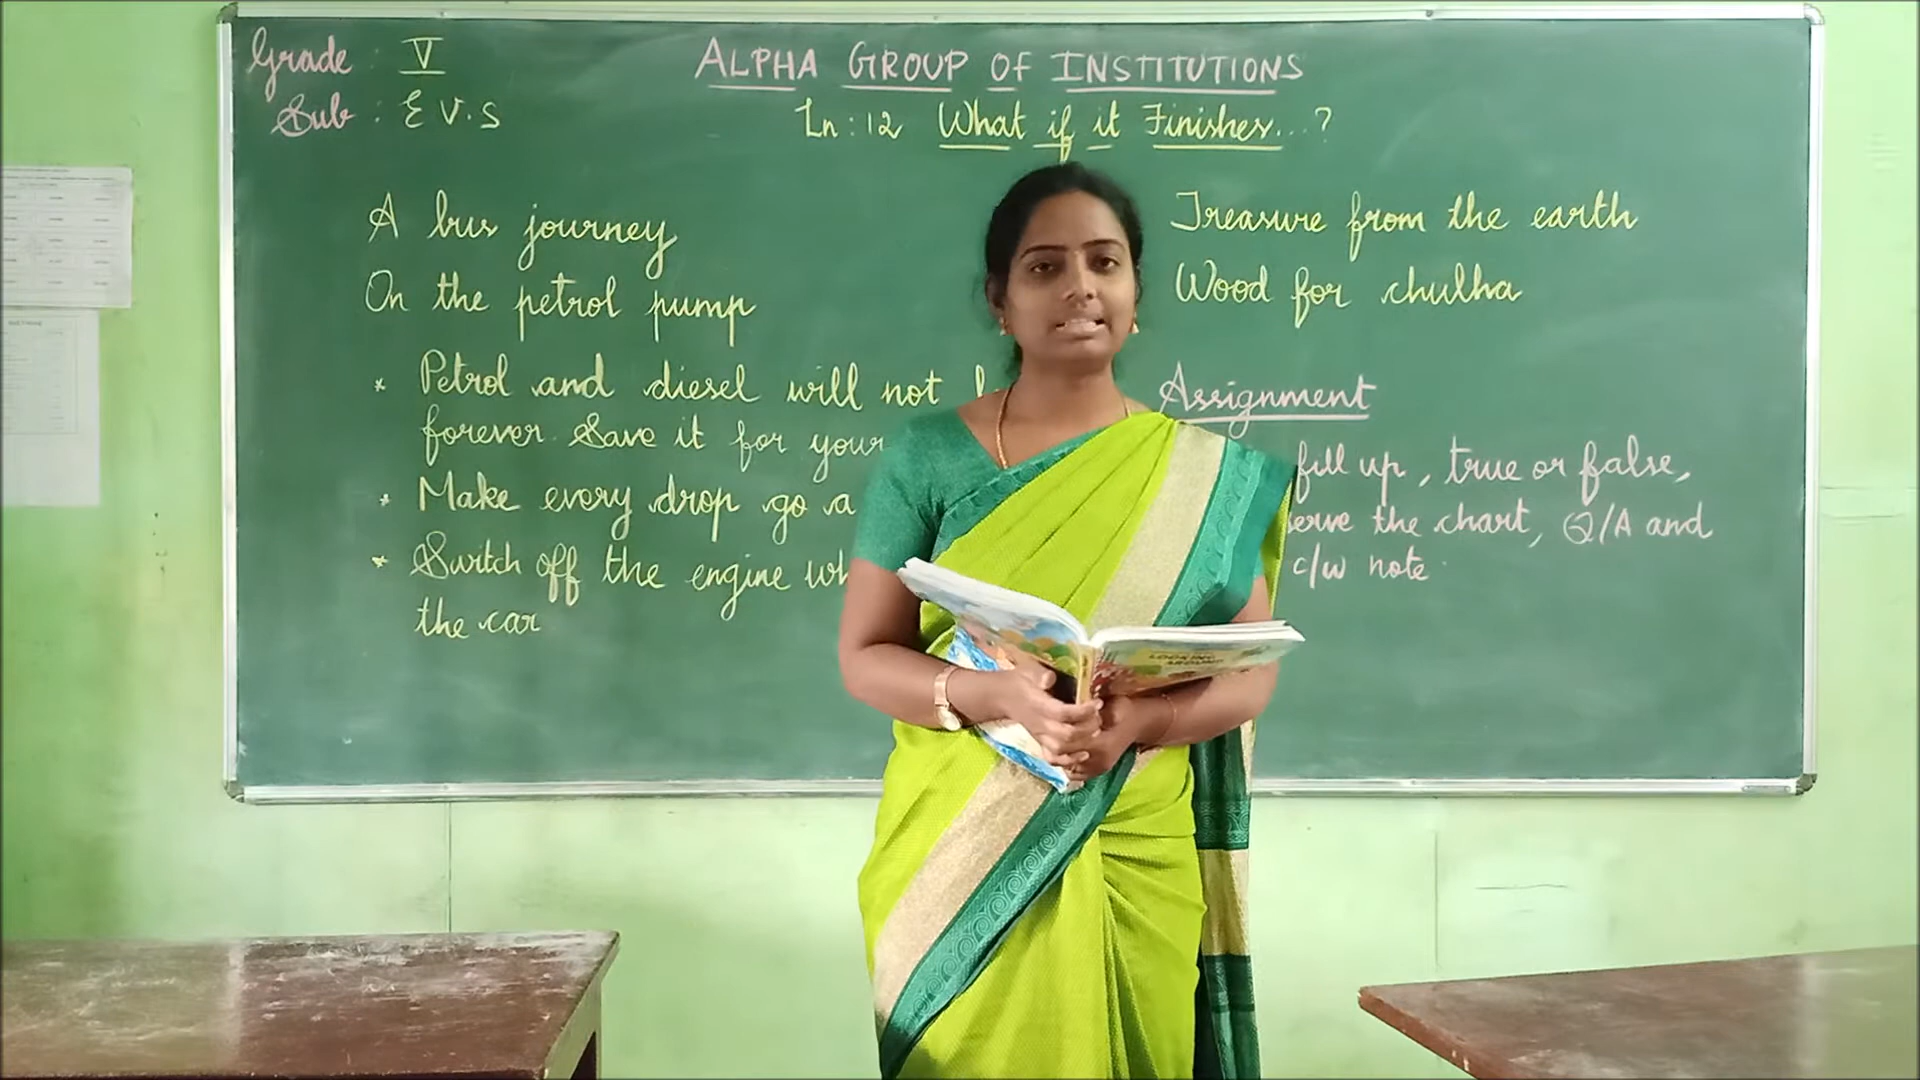 Grade : V
Sub : E V.S
ALPHA GROUP OF INSTITUTIONS
Ln : 12 What if it Finishes...?
A bus journey
On the petrol pump
* Petrol and diesel will not
forever. Save it for your
* Make every drop go a
* Switch off the engine
the car
Treasure from the earth
Wood for chulha
Assignment
fill up, true or false,
the chart, Q/A and
c/w note
LOOKING
AROUND